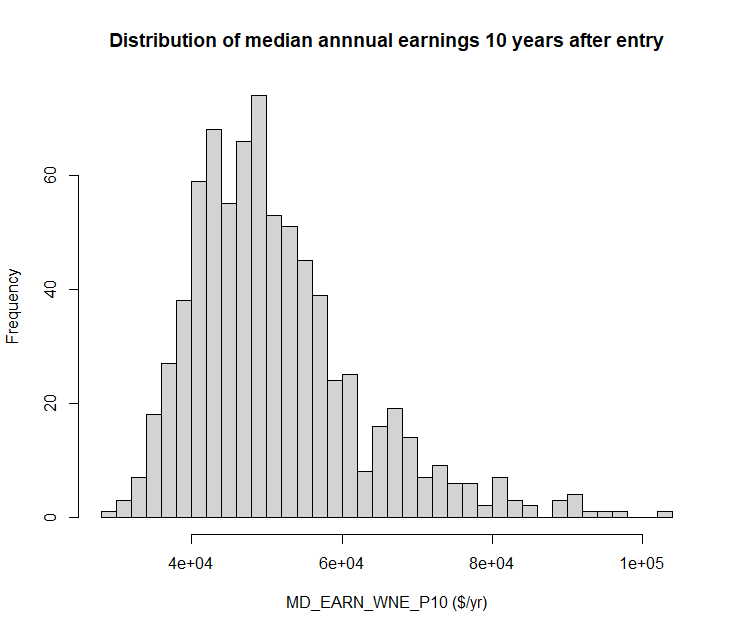 Distribution of median annnual earnings 10 years after entry
Frequency
60
40
20
0
4e+04 6e+04 8e+04 1e+05
MD_EARN_WNE_P10 ($/yr)